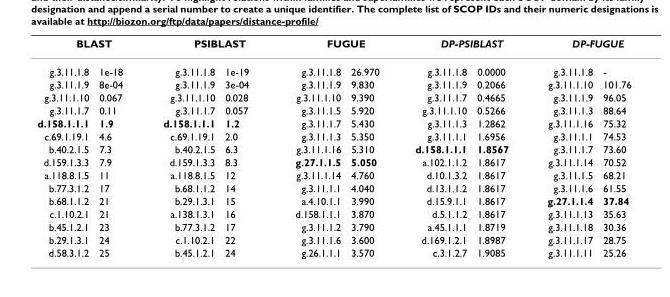 designation and append a serial number to create a unique identifier. The complete list of SCOP IDs and their numeric designations is
available at http://biozon.org/ftp/data/papers/distance-profile/
BLAST PSIBLAST FUGUE DP-PSIBLAST DP-FUGUE
g.3.11.1.8 1e-18 g.3.11.1.8 1e-19 g.3.11.1.8 26.970 g.3.11.1.8 0.0000 g.3.11.1.8 -
g.3.11.1.9 8e-04 g.3.11.1.9 3e-04 g.3.11.1.9 9.830 g.3.11.1.9 0.2066 g.3.11.1.10 101.76
g.3.11.1.10 0.067 g.3.11.1.10 0.028 g.3.11.1.10 9.390 g.3.11.1.7 0.4665 g.3.11.1.9 96.05
g.3.11.1.7 0.11 g.3.11.1.7 0.057 g.3.11.1.5 5.920 g.3.11.1.10 0.5266 g.3.11.1.3 88.64
d.158.1.1.1 1.9 d.158.1.1.1 1.2 g.3.11.1.7 5.430 g.3.11.1.3 1.2862 g.3.11.1.16 75.32
c.69.1.19.1 4.6 c.69.1.19.1 2.0 g.3.11.1.3 5.350 g.3.11.1.1 1.6956 g.3.11.1.1 74.53
b.40.2.1.5 7.3 b.40.2.1.5 6.3 g.3.11.1.16 5.310 d.158.1.1.1 1.8567 g.3.11.1.7 73.60
d.159.1.3.3 7.9 d.159.1.3.3 8.3 g.27.1.1.5 5.050 a.102.1.1.2 1.8617 g.3.11.1.14 70.52
a.118.8.1.5 11 a.118.8.1.5 12 g.3.11.1.14 4.760 d.10.1.3.2 1.8617 g.3.11.1.5 68.21
b.77.3.1.2 17 b.68.1.1.2 14 g.3.11.1.1 4.040 d.13.1.1.2 1.8617 g.3.11.1.6 61.55
b.68.1.1.2 21 b.29.1.3.1 15 a.4.10.1.1 3.990 d.15.9.1.1 1.8617 g.27.1.1.4 37.84
c.1.10.2.1 21 a.138.1.3.1 16 d.158.1.1.1 3.870 d.5.1.1.2 1.8617 g.3.11.1.13 35.63
b.45.1.2.1 23 b.77.3.1.2 17 g.3.11.1.2 3.790 a.45.1.1.1 1.8719 g.3.11.1.18 30.36
b.29.1.3.1 24 c.1.10.2.1 22 g.3.11.1.6 3.600 d.169.1.2.1 1.8987 g.3.11.1.17 28.75
d.58.3.1.2 25 b.45.1.2.1 24 g.26.1.1.1 3.570 c.3.1.2.7 1.9085 g.3.11.1.11 25.26